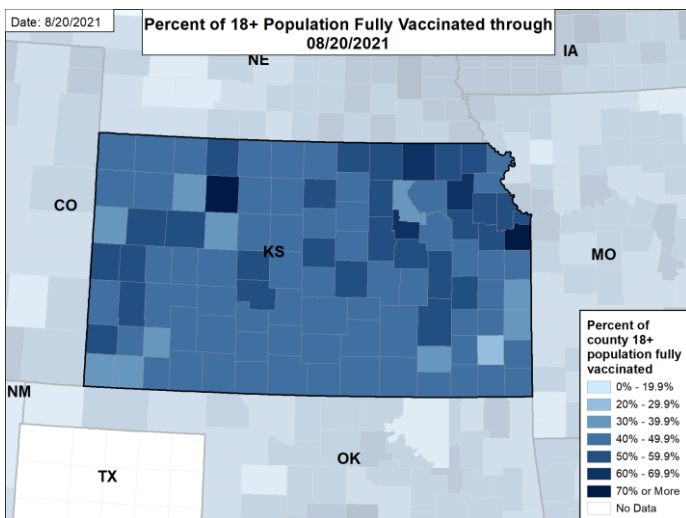 Date: 8/20/2021
Percent of 18+ Population Fully Vaccinated through
08/20/2021
NE
IA
CO
KS
MO
NM
TX
OK
Percent of
county 18+
population fully
vaccinated
0% - 19.9%
20% - 29.9%
30% - 39.9%
40% - 49.9%
50% - 59.9%
60% - 69.9%
70% or More
No Data